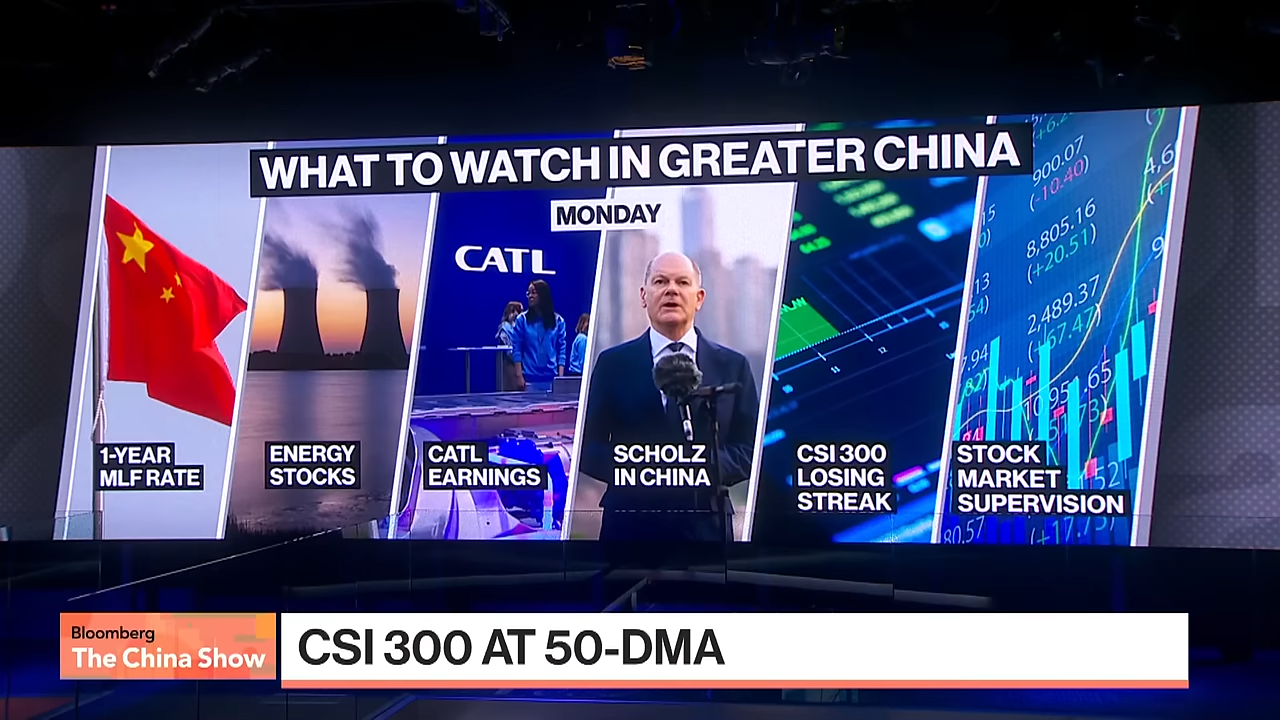 WHAT TO WATCH IN GREATER CHINA
MONDAY
CATL
1-YEAR
MLF RATE
ENERGY
STOCKS
CATL
EARNINGS
SCHOLZ
IN CHINA
CSI 300
LOSING
STREAK
STOCK
MARKET
SUPERVISION
900.07
(-10.40)
8,805.16
(+20.51)
2,489.37
(+67.47)
Bloomberg
The China Show
CSI 300 AT 50-DMA